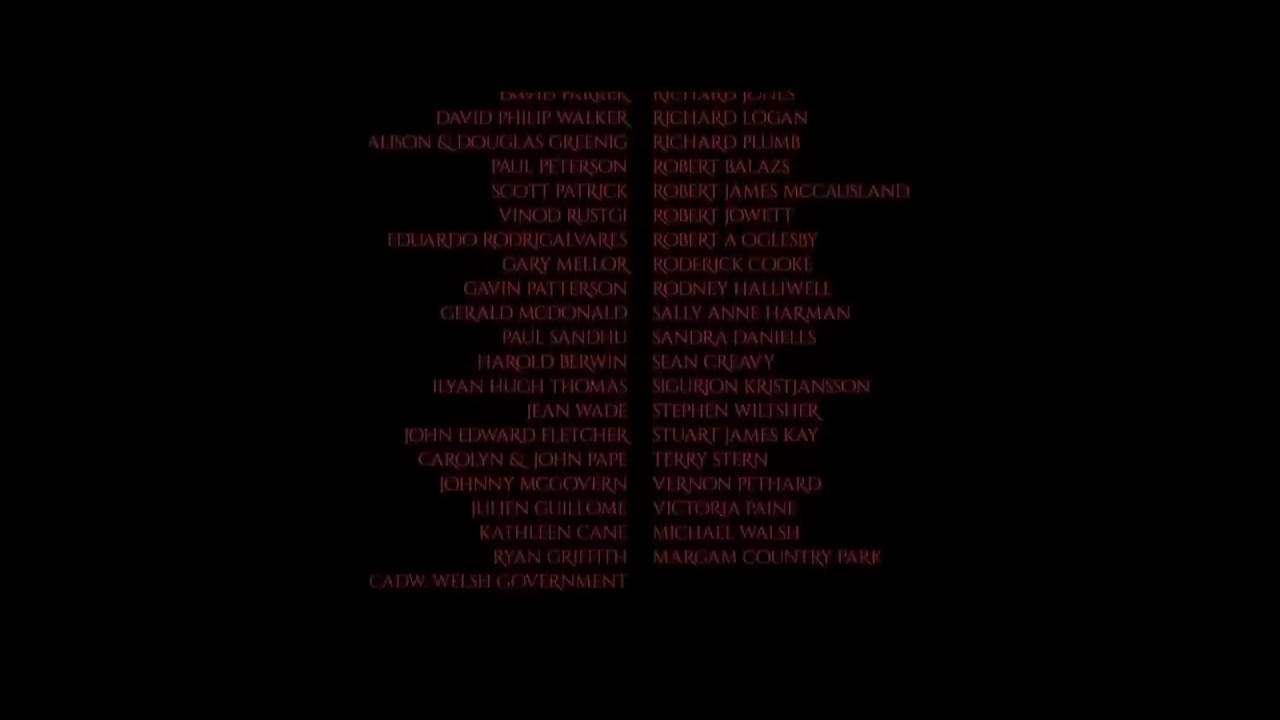 DAVID PARKER RICHARD JONES
DAVID PHILIP WALKER RICHARD LOGAN
ALISON & DOUGLAS GREENIG RICHARD PLUMB
PAUL PETERSON ROBERT BALAZS
SCOTT PATRICK ROBERT JAMES MCCAUSLAND
VINOD RUSTGI ROBERT JOWETT
EDUARDO RODRIGALVARES ROBERT A OGLESBY
GARY MELLOR RODERICK COOKE
GAVIN PATTERSON RODNEY HALLIWELL
GERALD MCDONALD SALLY ANNE HARMAN
PAUL SANDHU SANDRA DANIELLS
HAROLD BERWIN SEAN CREAVY
ILYAN HUGH THOMAS SIGURJON KRISTJANSSON
JEAN WADE STEPHEN WILTSHER
JOHN EDWARD FLETCHER STUART JAMES KAY
CAROLYN & JOHN PAPE TERRY STERN
JOHNNY MCGOVERN VERNON PETHARD
JULIEN GUILLOME VICTORIA PAINE
KATHLEEN CANE MICHAEL WALSH
RYAN GRIFFITH MARGAM COUNTRY PARK
CADW. WELSH GOVERNMENT